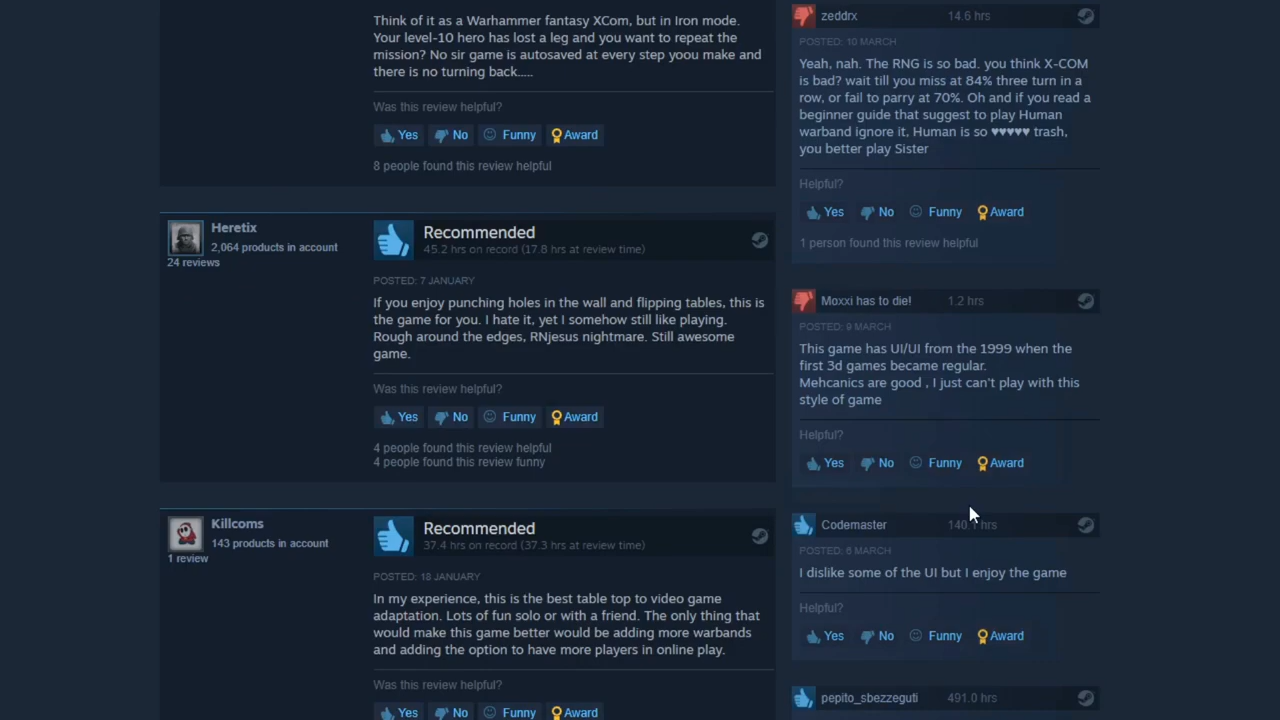 Think of it as a Warhammer fantasy XCom, but in Iron mode.
Your level-10 hero has lost a leg and you want to repeat the
mission? No sir game is autosaved at every step yoou make and
there is no turning back.....
Was this review helpful?
Yes
No
Funny
Award
8 people found this review helpful
Heretix
2,064 products in account
24 reviews
Recommended
45.2 hrs on record (17.8 hrs at review time)
POSTED: 7 JANUARY
If you enjoy punching holes in the wall and flipping tables, this is
the game for you. I hate it, yet I somehow still like playing.
Rough around the edges, RNjesus nightmare. Still awesome
game.
Was this review helpful?
Yes
No
Funny
Award
4 people found this review helpful
4 people found this review funny
Killcoms
143 products in account
1 review
Recommended
37.4 hrs on record (37.3 hrs at review time)
POSTED: 18 JANUARY
In my experience, this is the best table top to video game
adaptation. Lots of fun solo or with a friend. The only thing that
would make this game better would be adding more warbands
and adding the option to have more players in online play.
Was this review helpful?
Yes
No
Funny
Award
zeddrx
14.6 hrs
POSTED: 10 MARCH
Yeah, nah. The RNG is so bad. you think X-COM
is bad? wait till you miss at 84% three turn in a
row, or fail to parry at 70%. Oh and if you read a
beginner guide that suggest to play Human
warband ignore it, Human is so ♥♥♥♥♥ trash,
you better play Sister
Helpful?
Yes
No
Funny
Award
1 person found this review helpful
Moxxi has to die!
1.2 hrs
POSTED: 9 MARCH
This game has UI/UI from the 1999 when the
first 3d games became regular.
Mehcanics are good , I just can't play with this
style of game
Helpful?
Yes
No
Funny
Award
Codemaster
140.1 hrs
POSTED: 6 MARCH
I dislike some of the UI but I enjoy the game
Helpful?
Yes
No
Funny
Award
pepito_sbezzeguti
491.0 hrs